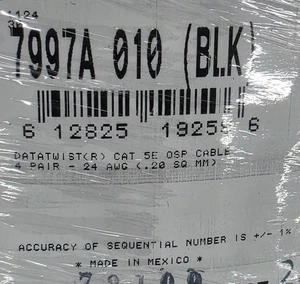 1124
7997A 010 (BLK)
6 12825 19255 6
DATATWIST(R) CAT 5E OSP CABLE
4 PAIR - 24 AWG (.20 SQ MM)
ACCURACY OF SEQUENTIAL NUMBER IS +/- 1%
* MADE IN MEXICO *